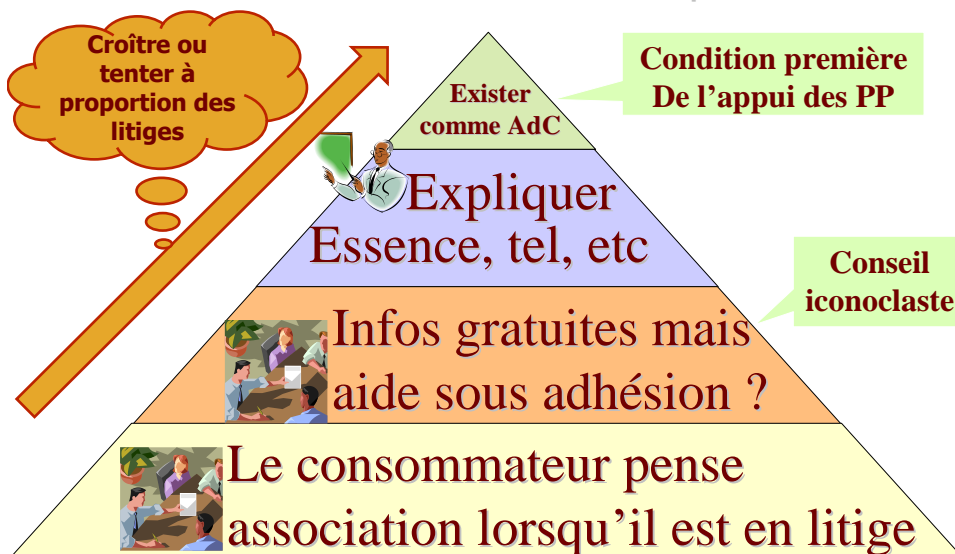 Croître ou
tenter à
proportion des
litiges
Condition première
De l'appui des PP
Exister
comme AdC
Expliquer
Essence, tel, etc
Conseil
iconoclaste
Infos gratuites mais
aide sous adhésion ?
Le consommateur pense
association lorsqu'il est en litige